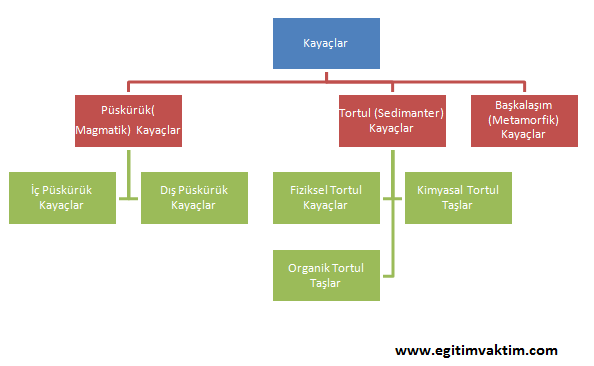 Kayaçlar
Püskürük(
Magmatik) Kayaçlar
Tortul (Sedimanter)
Kayaçlar
Başkalaşım
(Metamorfik)
Kayaçlar
İç Püskürük
Kayaçlar
Dış Püskürük
Kayaçlar
Fiziksel Tortul
Kayaçlar
Kimyasal Tortul
Taşlar
Organik Tortul
Taşlar
www.egitimvaktim.com